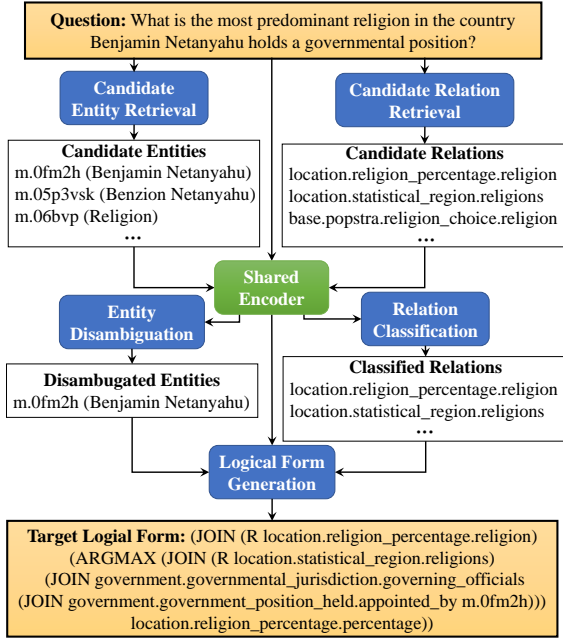 Question: What is the most predominant religion in the country
Benjamin Netanyahu holds a governmental position?
Candidate
Entity Retrieval
Candidate Relation
Retrieval
Candidate Entities
m.0fm2h (Benjamin Netanyahu)
m.05p3vsk (Benzion Netanyahu)
m.06bvp (Religion)
...
Candidate Relations
location.religion_percentage.religion
location.statistical_region.religions
base.popstra.religion_choice.religion
...
Shared
Encoder
Entity
Disambiguation
Relation
Classification
Disambugated Entities
m.0fm2h (Benjamin Netanyahu)
Classified Relations
location.religion_percentage.religion
location.statistical_region.religions
...
Logical Form
Generation
Target Logial Form: (JOIN (R location.religion_percentage.religion)
(ARGMAX (JOIN (R location.statistical_region.religions)
(JOIN government.governmental_jurisdiction.governing_officials
(JOIN government.government_position_held.appointed_by m.0fm2h)))
location.religion_percentage.percentage))